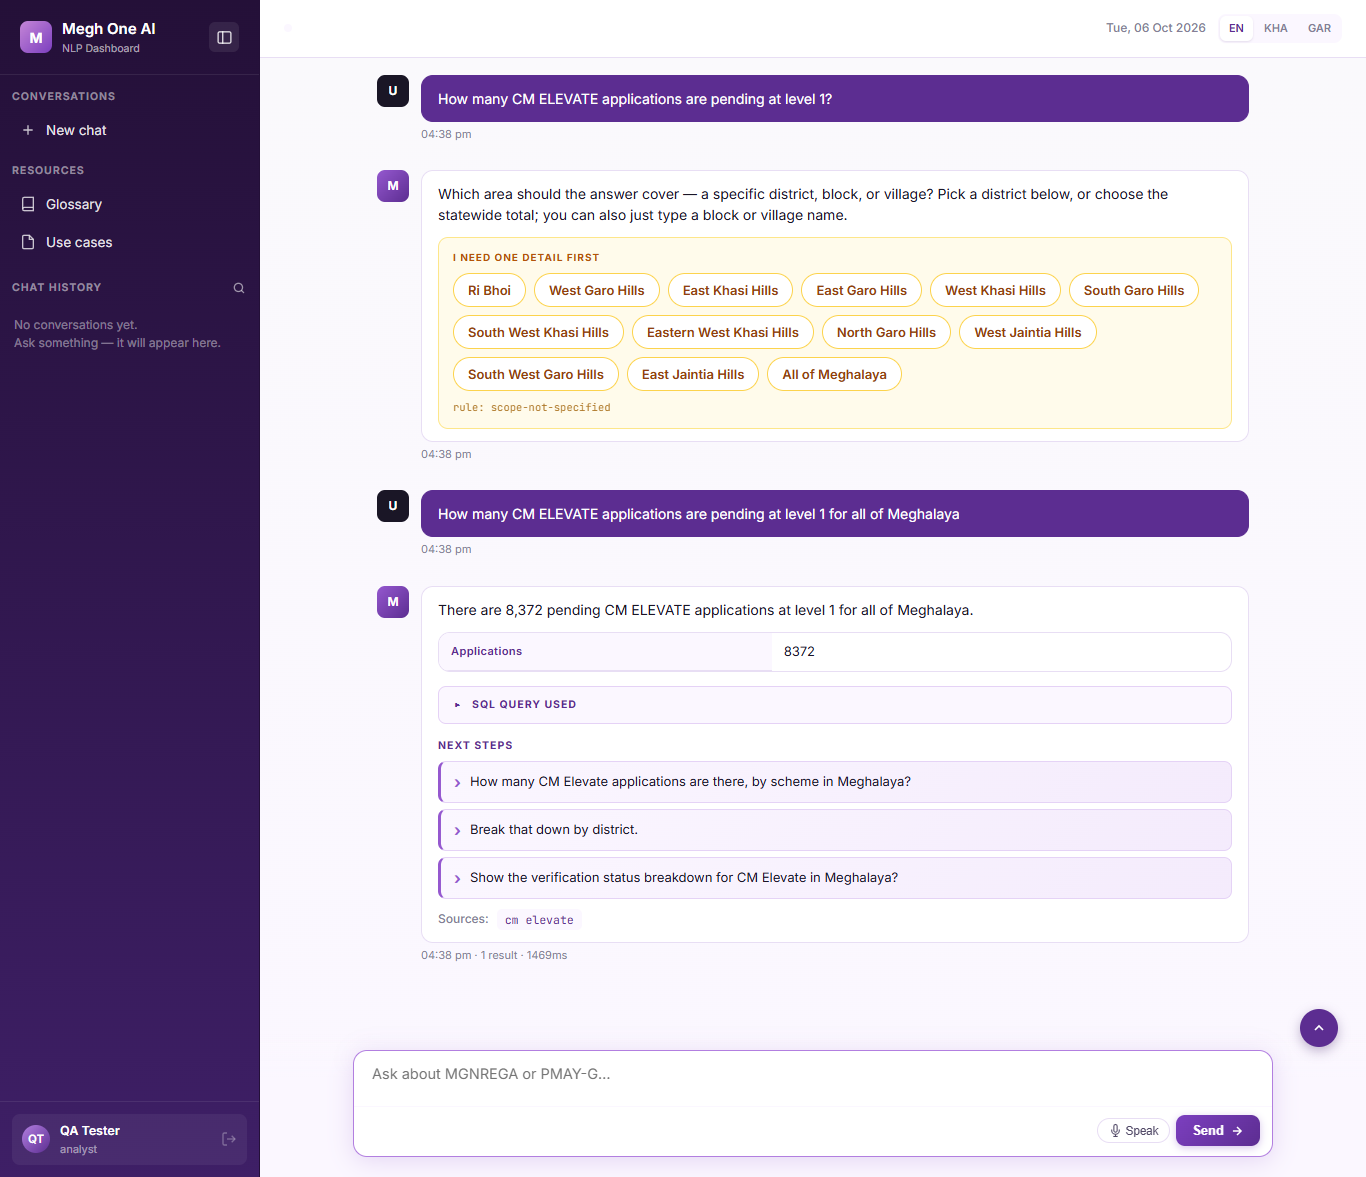 M
Megh One AI
NLP Dashboard
CONVERSATIONS
+ New chat
RESOURCES
Glossary
Use cases
CHAT HISTORY
No conversations yet.
Ask something — it will appear here.
QT
QA Tester
analyst
Tue, 06 Oct 2026
EN KHA GAR
U
How many CM ELEVATE applications are pending at level 1?
04:38 pm
M
Which area should the answer cover — a specific district, block, or village? Pick a district below, or choose the
statewide total; you can also just type a block or village name.
I NEED ONE DETAIL FIRST
Ri Bhoi West Garo Hills East Khasi Hills East Garo Hills West Khasi Hills South Garo Hills
South West Khasi Hills Eastern West Khasi Hills North Garo Hills West Jaintia Hills
South West Garo Hills East Jaintia Hills All of Meghalaya
rule: scope-not-specified
04:38 pm
U
How many CM ELEVATE applications are pending at level 1 for all of Meghalaya
04:38 pm
M
There are 8,372 pending CM ELEVATE applications at level 1 for all of Meghalaya.
Applications 8372
SQL QUERY USED
NEXT STEPS
How many CM Elevate applications are there, by scheme in Meghalaya?
Break that down by district.
Show the verification status breakdown for CM Elevate in Meghalaya?
Sources: cm elevate
04:38 pm · 1 result · 1469ms
Ask about MGNREGA or PMAY-G...
Speak Send →